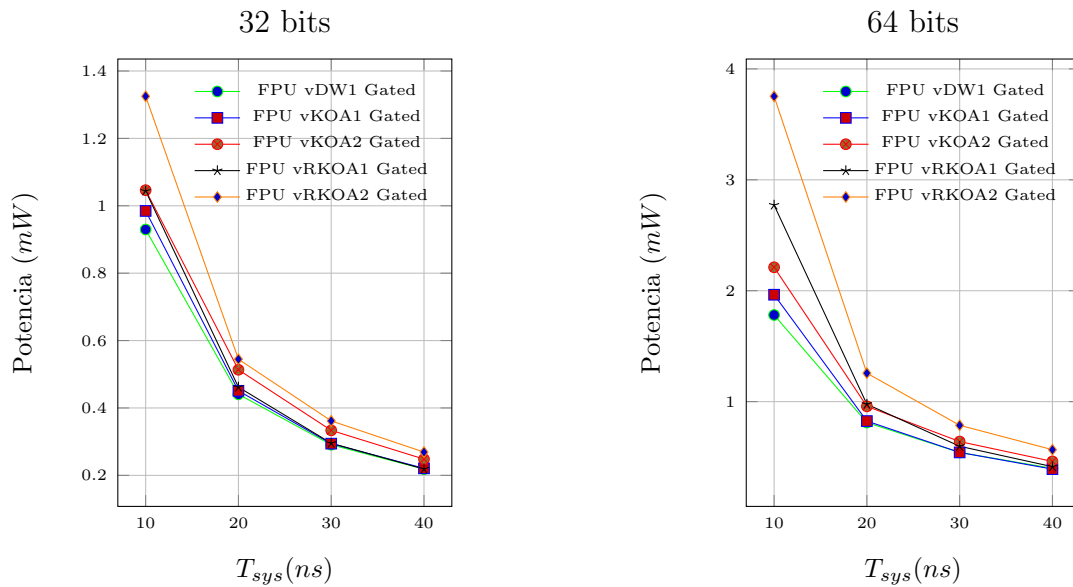 32 bits
1.4
1.2
1
0.8
0.6
0.4
0.2
10
20
30
40
Potencia (mW)
T_sys(ns)
FPU vDW1 Gated
FPU vKOA1 Gated
FPU vKOA2 Gated
FPU vRKOA1 Gated
FPU vRKOA2 Gated
64 bits
4
3
2
1
10
20
30
40
Potencia (mW)
T_sys(ns)
FPU vDW1 Gated
FPU vKOA1 Gated
FPU vKOA2 Gated
FPU vRKOA1 Gated
FPU vRKOA2 Gated